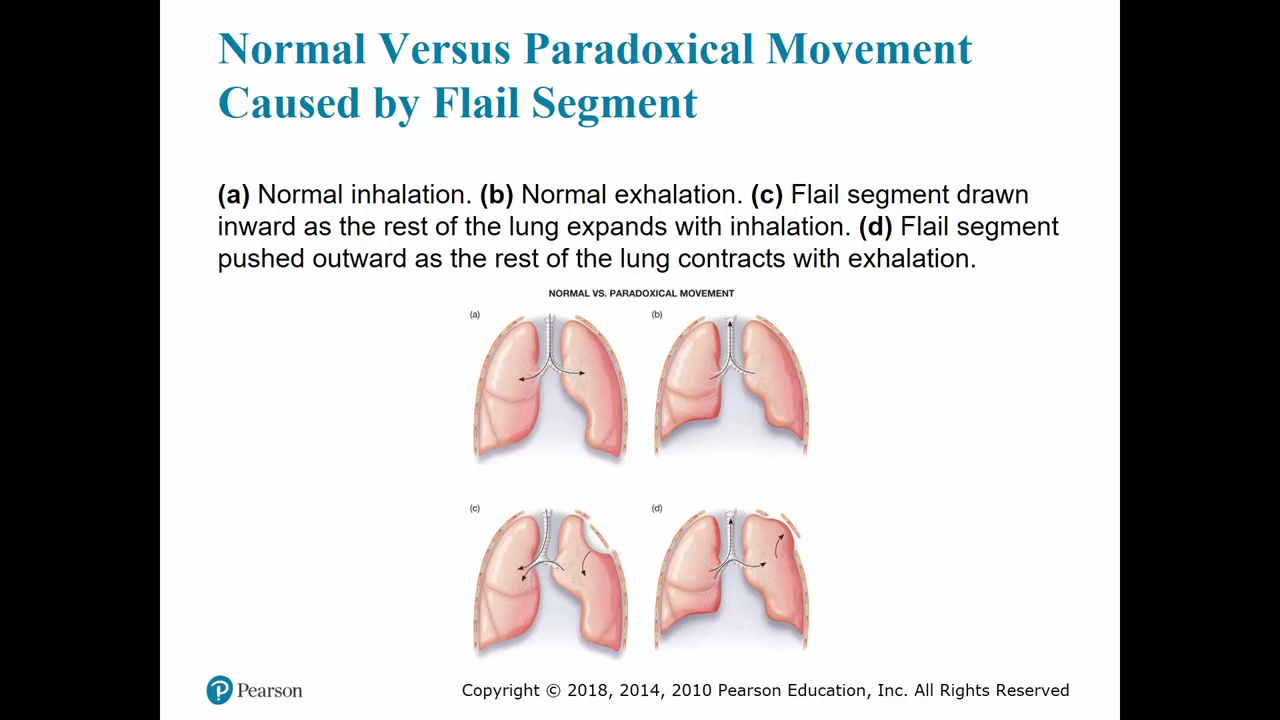 Normal Versus Paradoxical Movement
Caused by Flail Segment
(a) Normal inhalation. (b) Normal exhalation. (c) Flail segment drawn
inward as the rest of the lung expands with inhalation. (d) Flail segment
pushed outward as the rest of the lung contracts with exhalation.
NORMAL VS. PARADOXICAL MOVEMENT
(a)
(b)
(c)
(d)
Pearson
Copyright © 2018, 2014, 2010 Pearson Education, Inc. All Rights Reserved